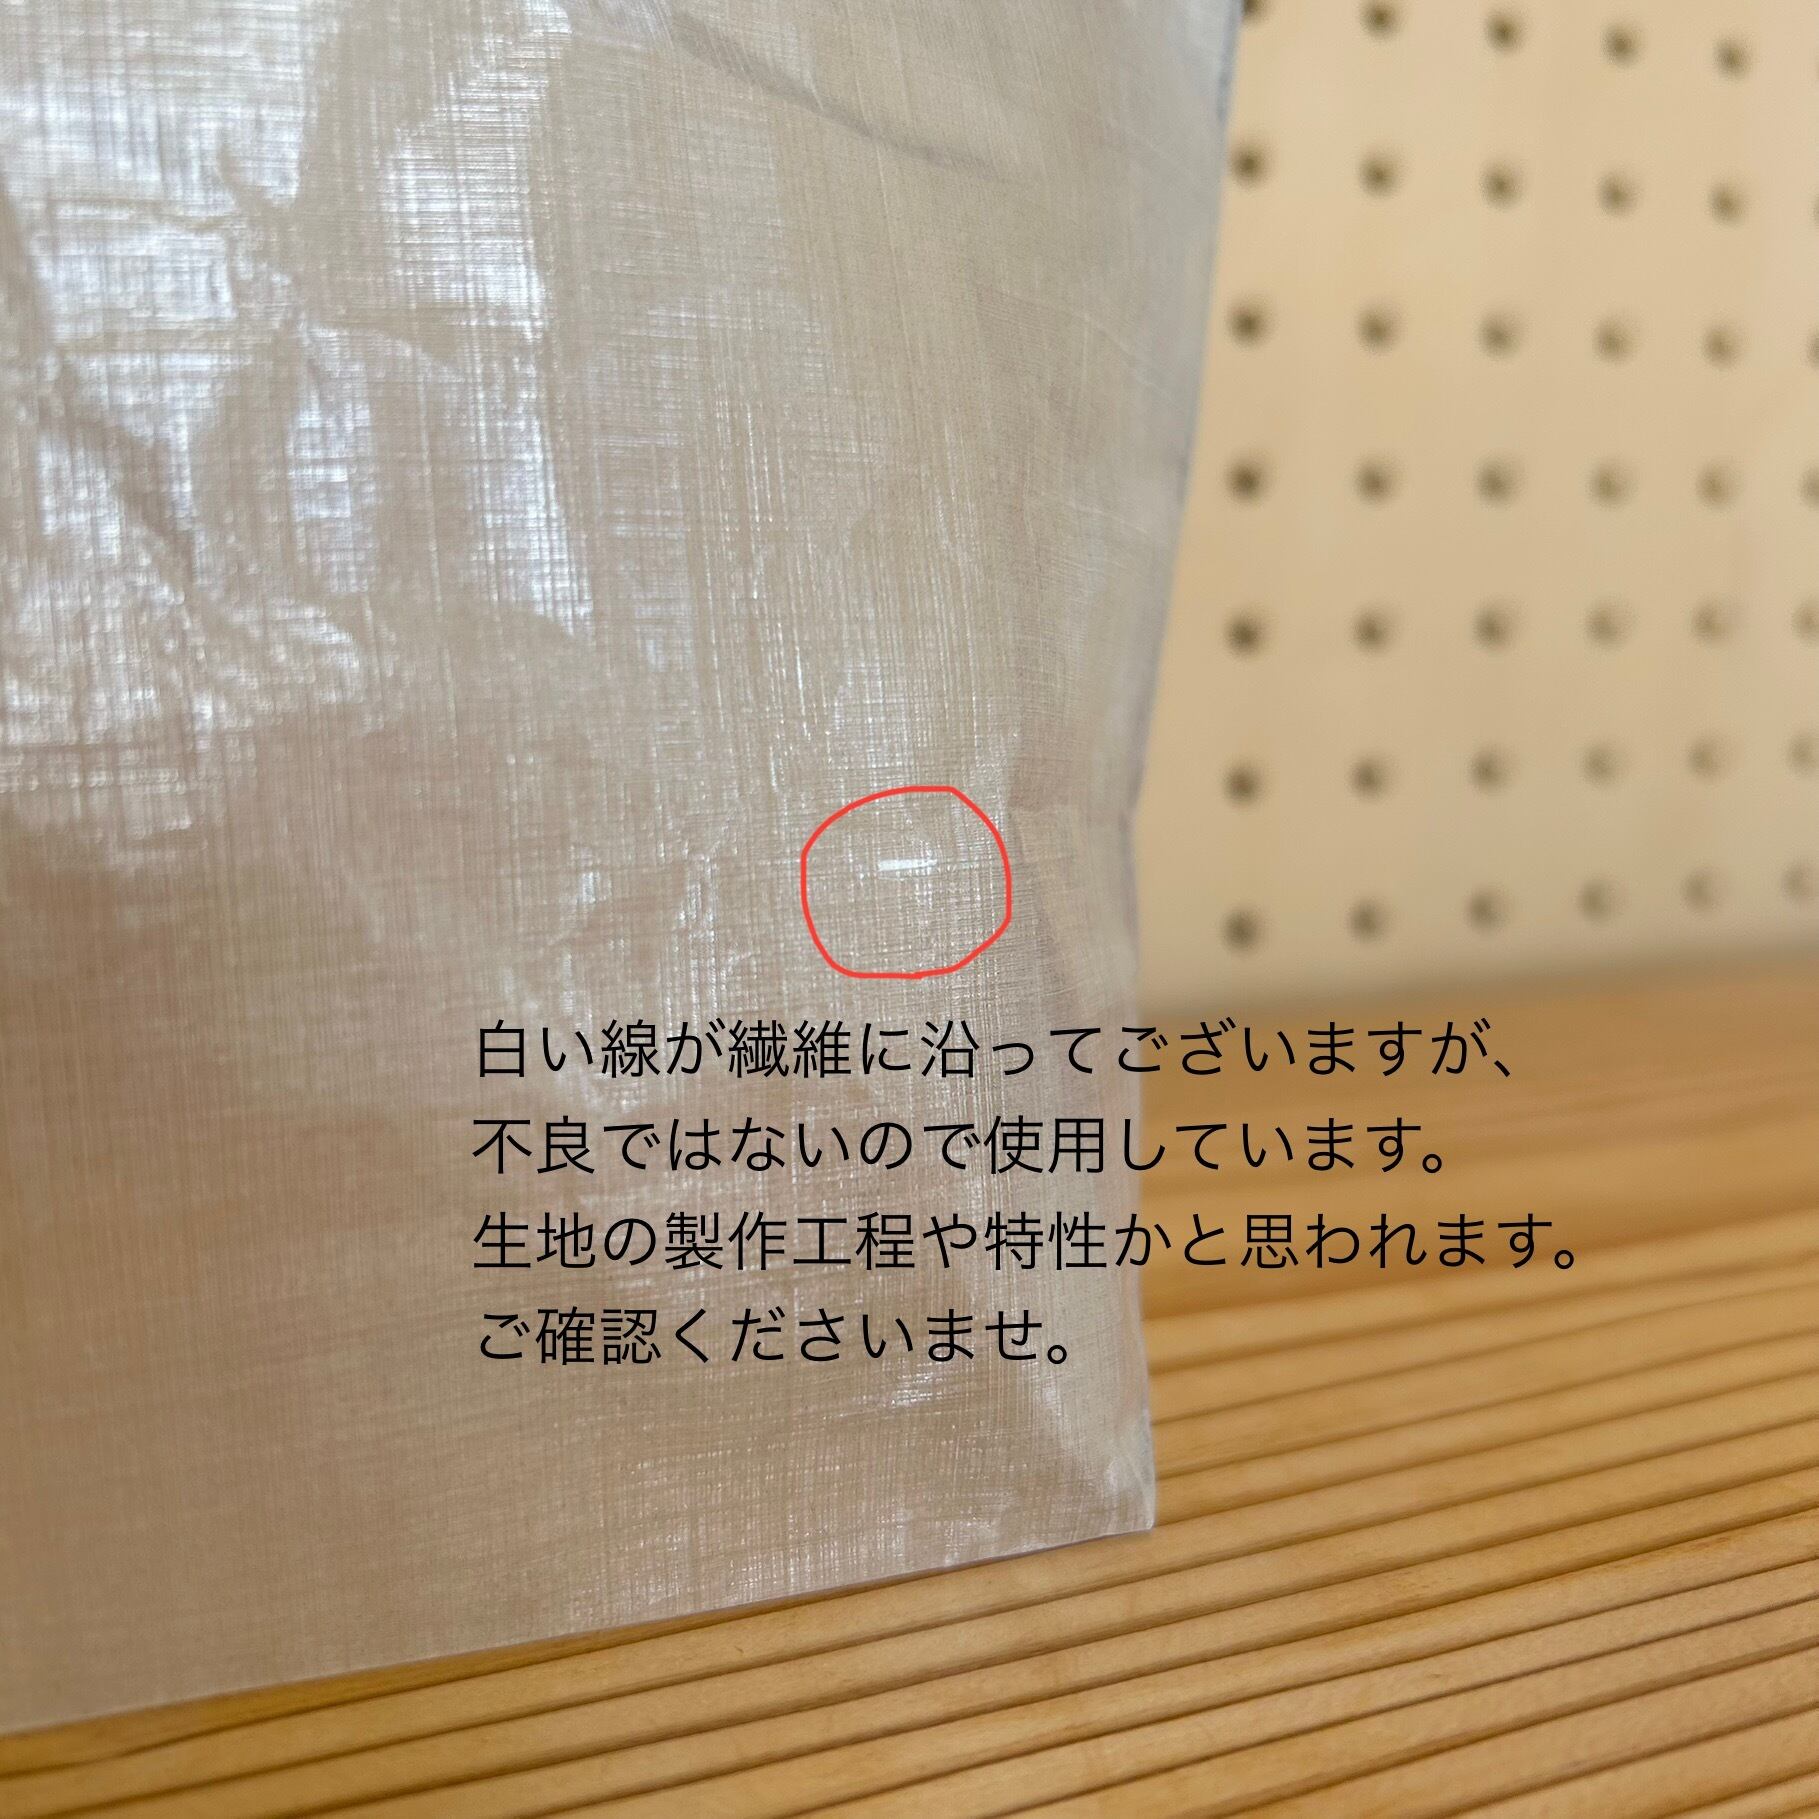 白い線が繊維に沿ってございますが、
不良ではないので使用しています。
生地の製作工程や特性かと思われます。
ご確認くださいませ。